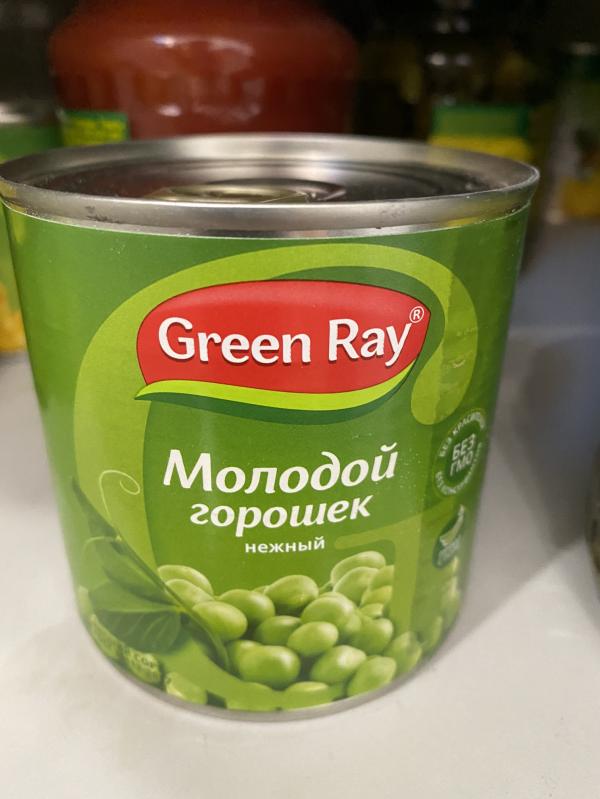 Green Ray®
Молодой
горошек
нежный
БЕЗ
ГМО